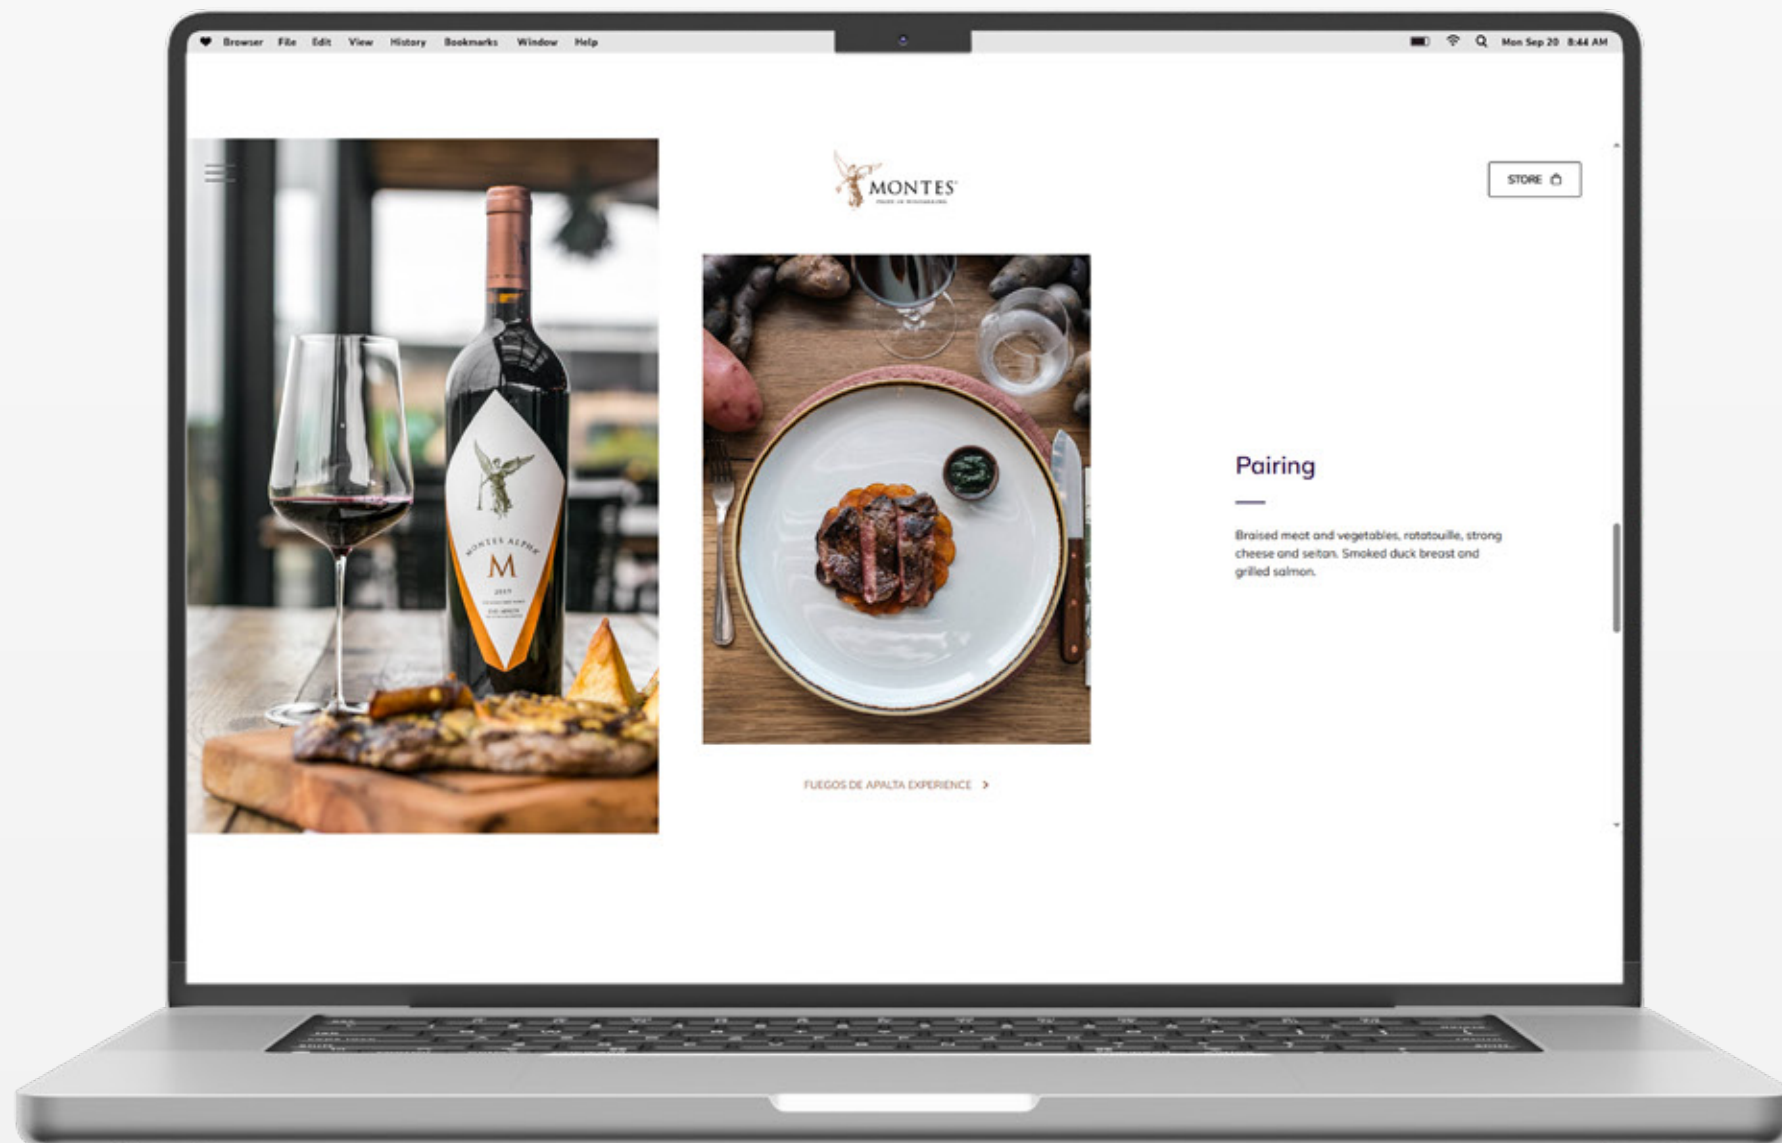 Browser File Edit View History Bookmarks Window Help
Mon Sep 20 8:44 AM
MONTES
STORE
MONTES ALPHA
M
Pairing
Braised meat and vegetables, ratatouille, strong
cheese and seitan. Smoked duck breast and
grilled salmon.
FUEGOS DE APALTA EXPERIENCE